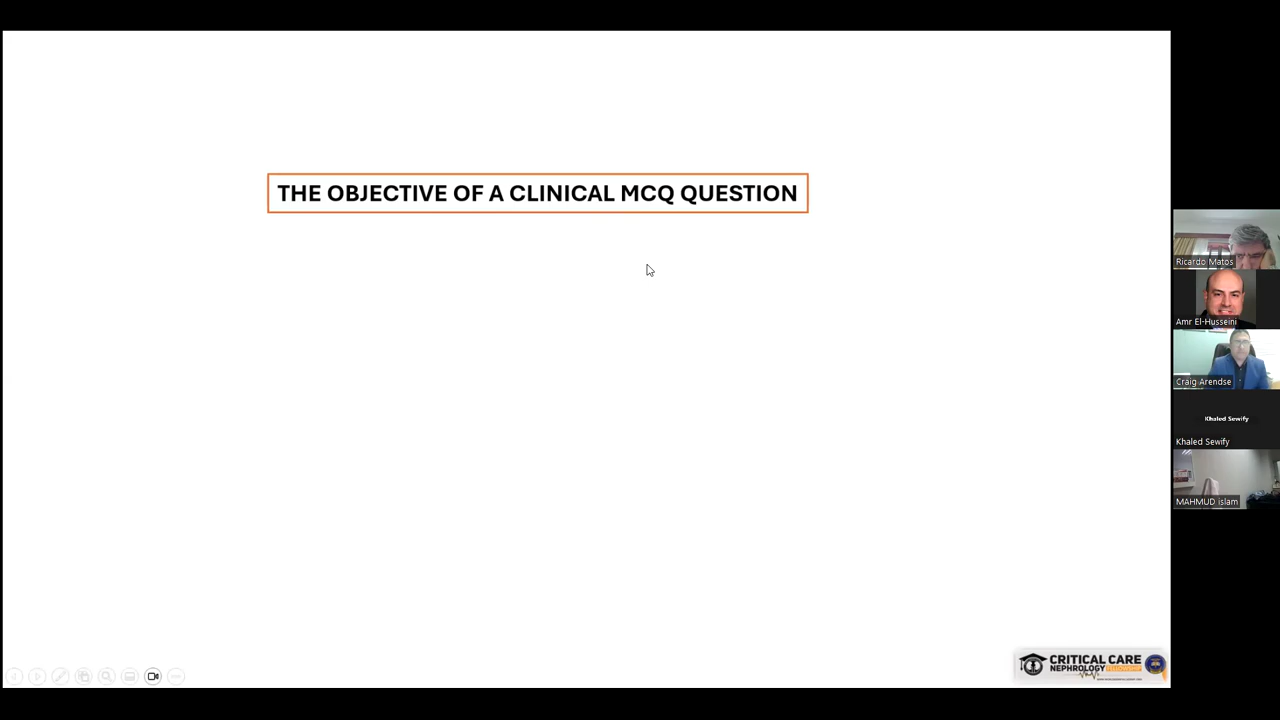 THE OBJECTIVE OF A CLINICAL MCQ QUESTION
Ricardo Matos
Amr El-Husseini
Craig Arendse
Khaled Sewify
Khaled Sewify
MAHMUD islam
CRITICAL CARE
NEPHROLOGY FELLOWSHIP